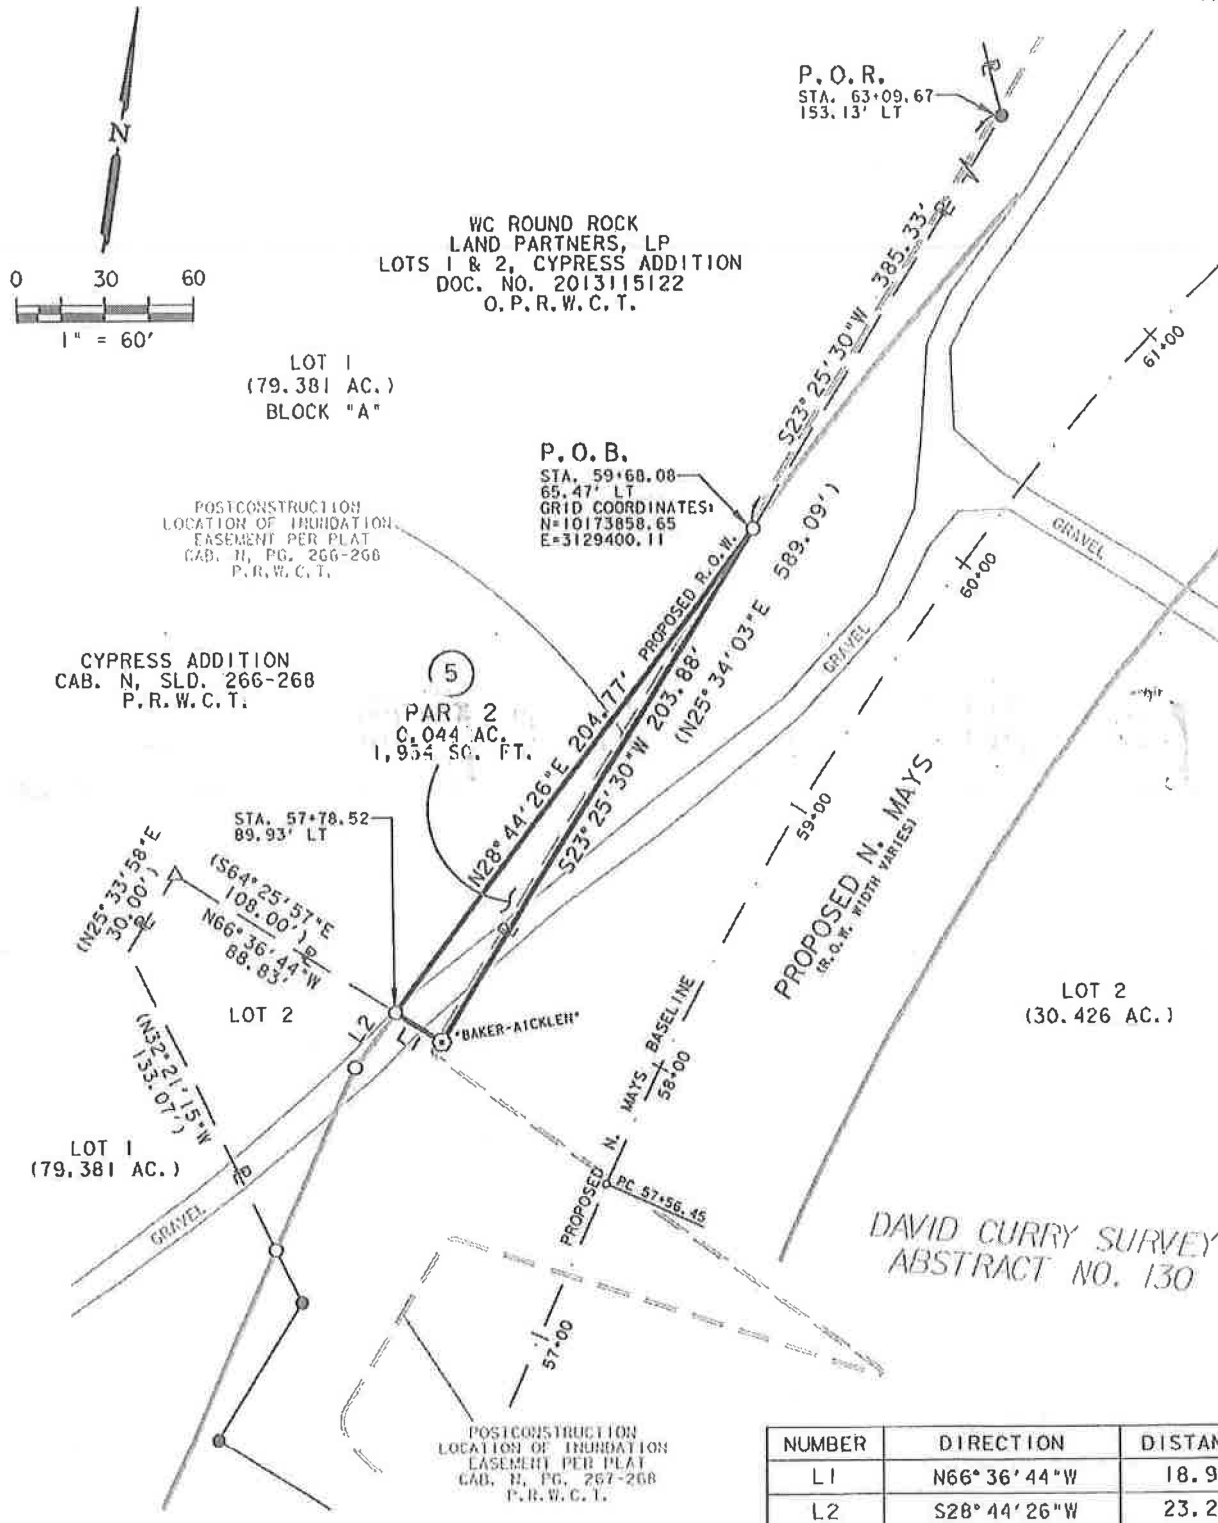 P.O.R.
STA. 63+09.67
153.13' LT
N
0 30 60
1" = 60'
WC ROUND ROCK
LAND PARTNERS, LP
LOTS 1 & 2, CYPRESS ADDITION
DOC. NO. 2013115122
O.P.R.W.C.T.
LOT 1
(79.381 AC.)
BLOCK "A"
S23°25'30"W 385.33'
61+00
P.O.B.
STA. 59+68.08
65.47' LT
GRID COORDINATES:
N=10173858.65
E=3129400.11
POSTCONSTRUCTION
LOCATION OF INUNDATION
EASEMENT PER PLAT
CAB. N, PG. 266-268
P.R.W.C.T.
GRAVEL
60+00
CYPRESS ADDITION
CAB. N, SLD. 266-268
P.R.W.C.T.
5
PART 2
0.044 AC.
SQ. FT.
N28°44'26"E 204.77'
PROPOSED R.O.W.
S23°25'30"W 203.88'
(N25°34'03"E 589.09')
GRAVEL
59+00
PROPOSED N. MAYS
(R.O.W. WIDTH VARIES)
STA. 57+78.52
89.93' LT
(N25°33'58"E
30.00')
(S64°25'57"E
108.00')
N66°36'44"W
88.83'
LOT 2
L2
L1
"BAKER-AICKLEN"
LOT 2
(30.426 AC.)
(N32°21'15"W
133.07')
58+00
PROPOSED N. MAYS BASELINE
LOT 1
(79.381 AC.)
PC 57+56.45
GRAVEL
DAVID CURRY SURVEY
ABSTRACT NO. 130
57+00
POSTCONSTRUCTION
LOCATION OF INUNDATION
EASEMENT PER PLAT
CAB. N, PG. 267-268
P.R.W.C.T.
NUMBER DIRECTION DISTAN
L1 N66°36'44"W 18.9
L2 S28°44'26"W 23.2